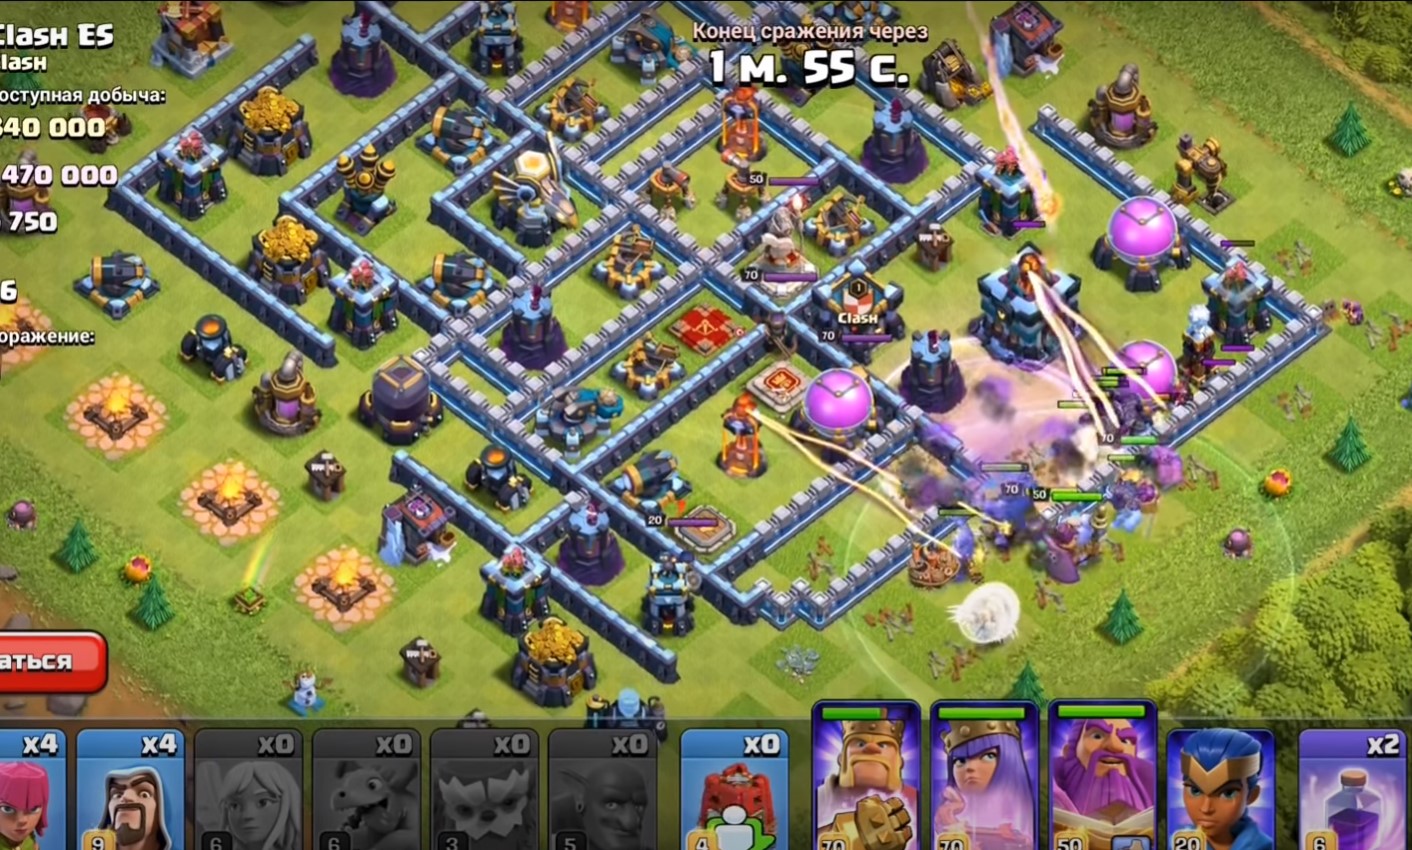 Clash ES
lash
оступная добыча:
340 000
470 000
750
6
оражение:
Конец сражения через
1 м. 55 с.
50
70
Clash
70
20
70
70
50
аться
x4
x4
x0
x0
x0
x0
x0
x2
9
6
6
3
5
4
70
70
50
20
6